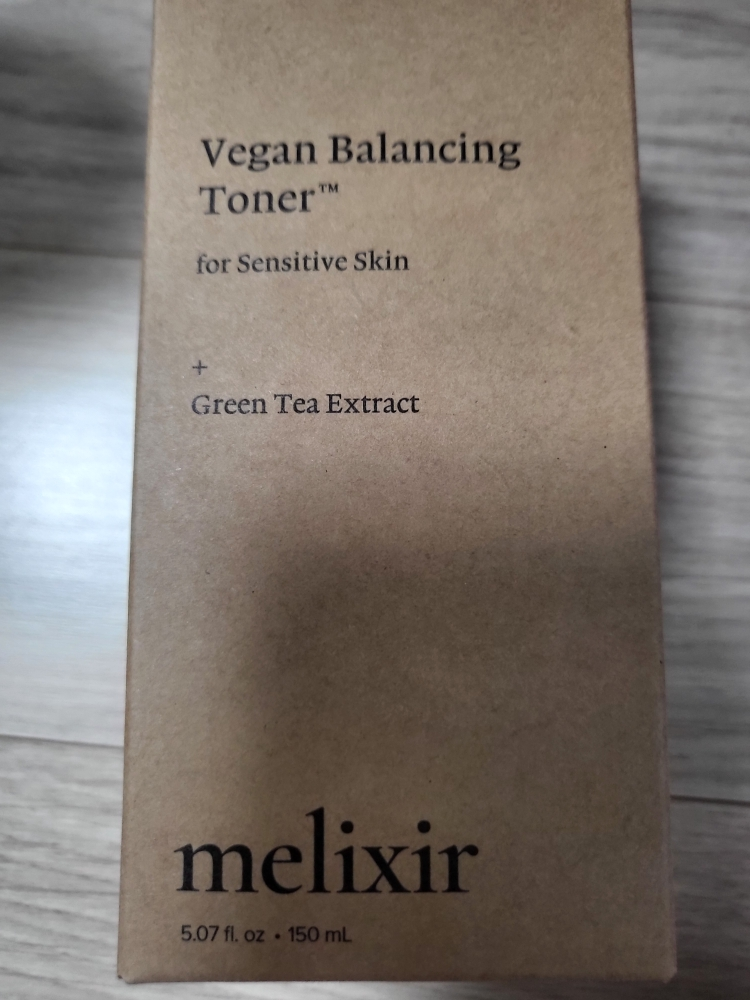 Vegan Balancing
Toner™
for Sensitive Skin
+
Green Tea Extract
melixir
5.07 fl. oz • 150 mL